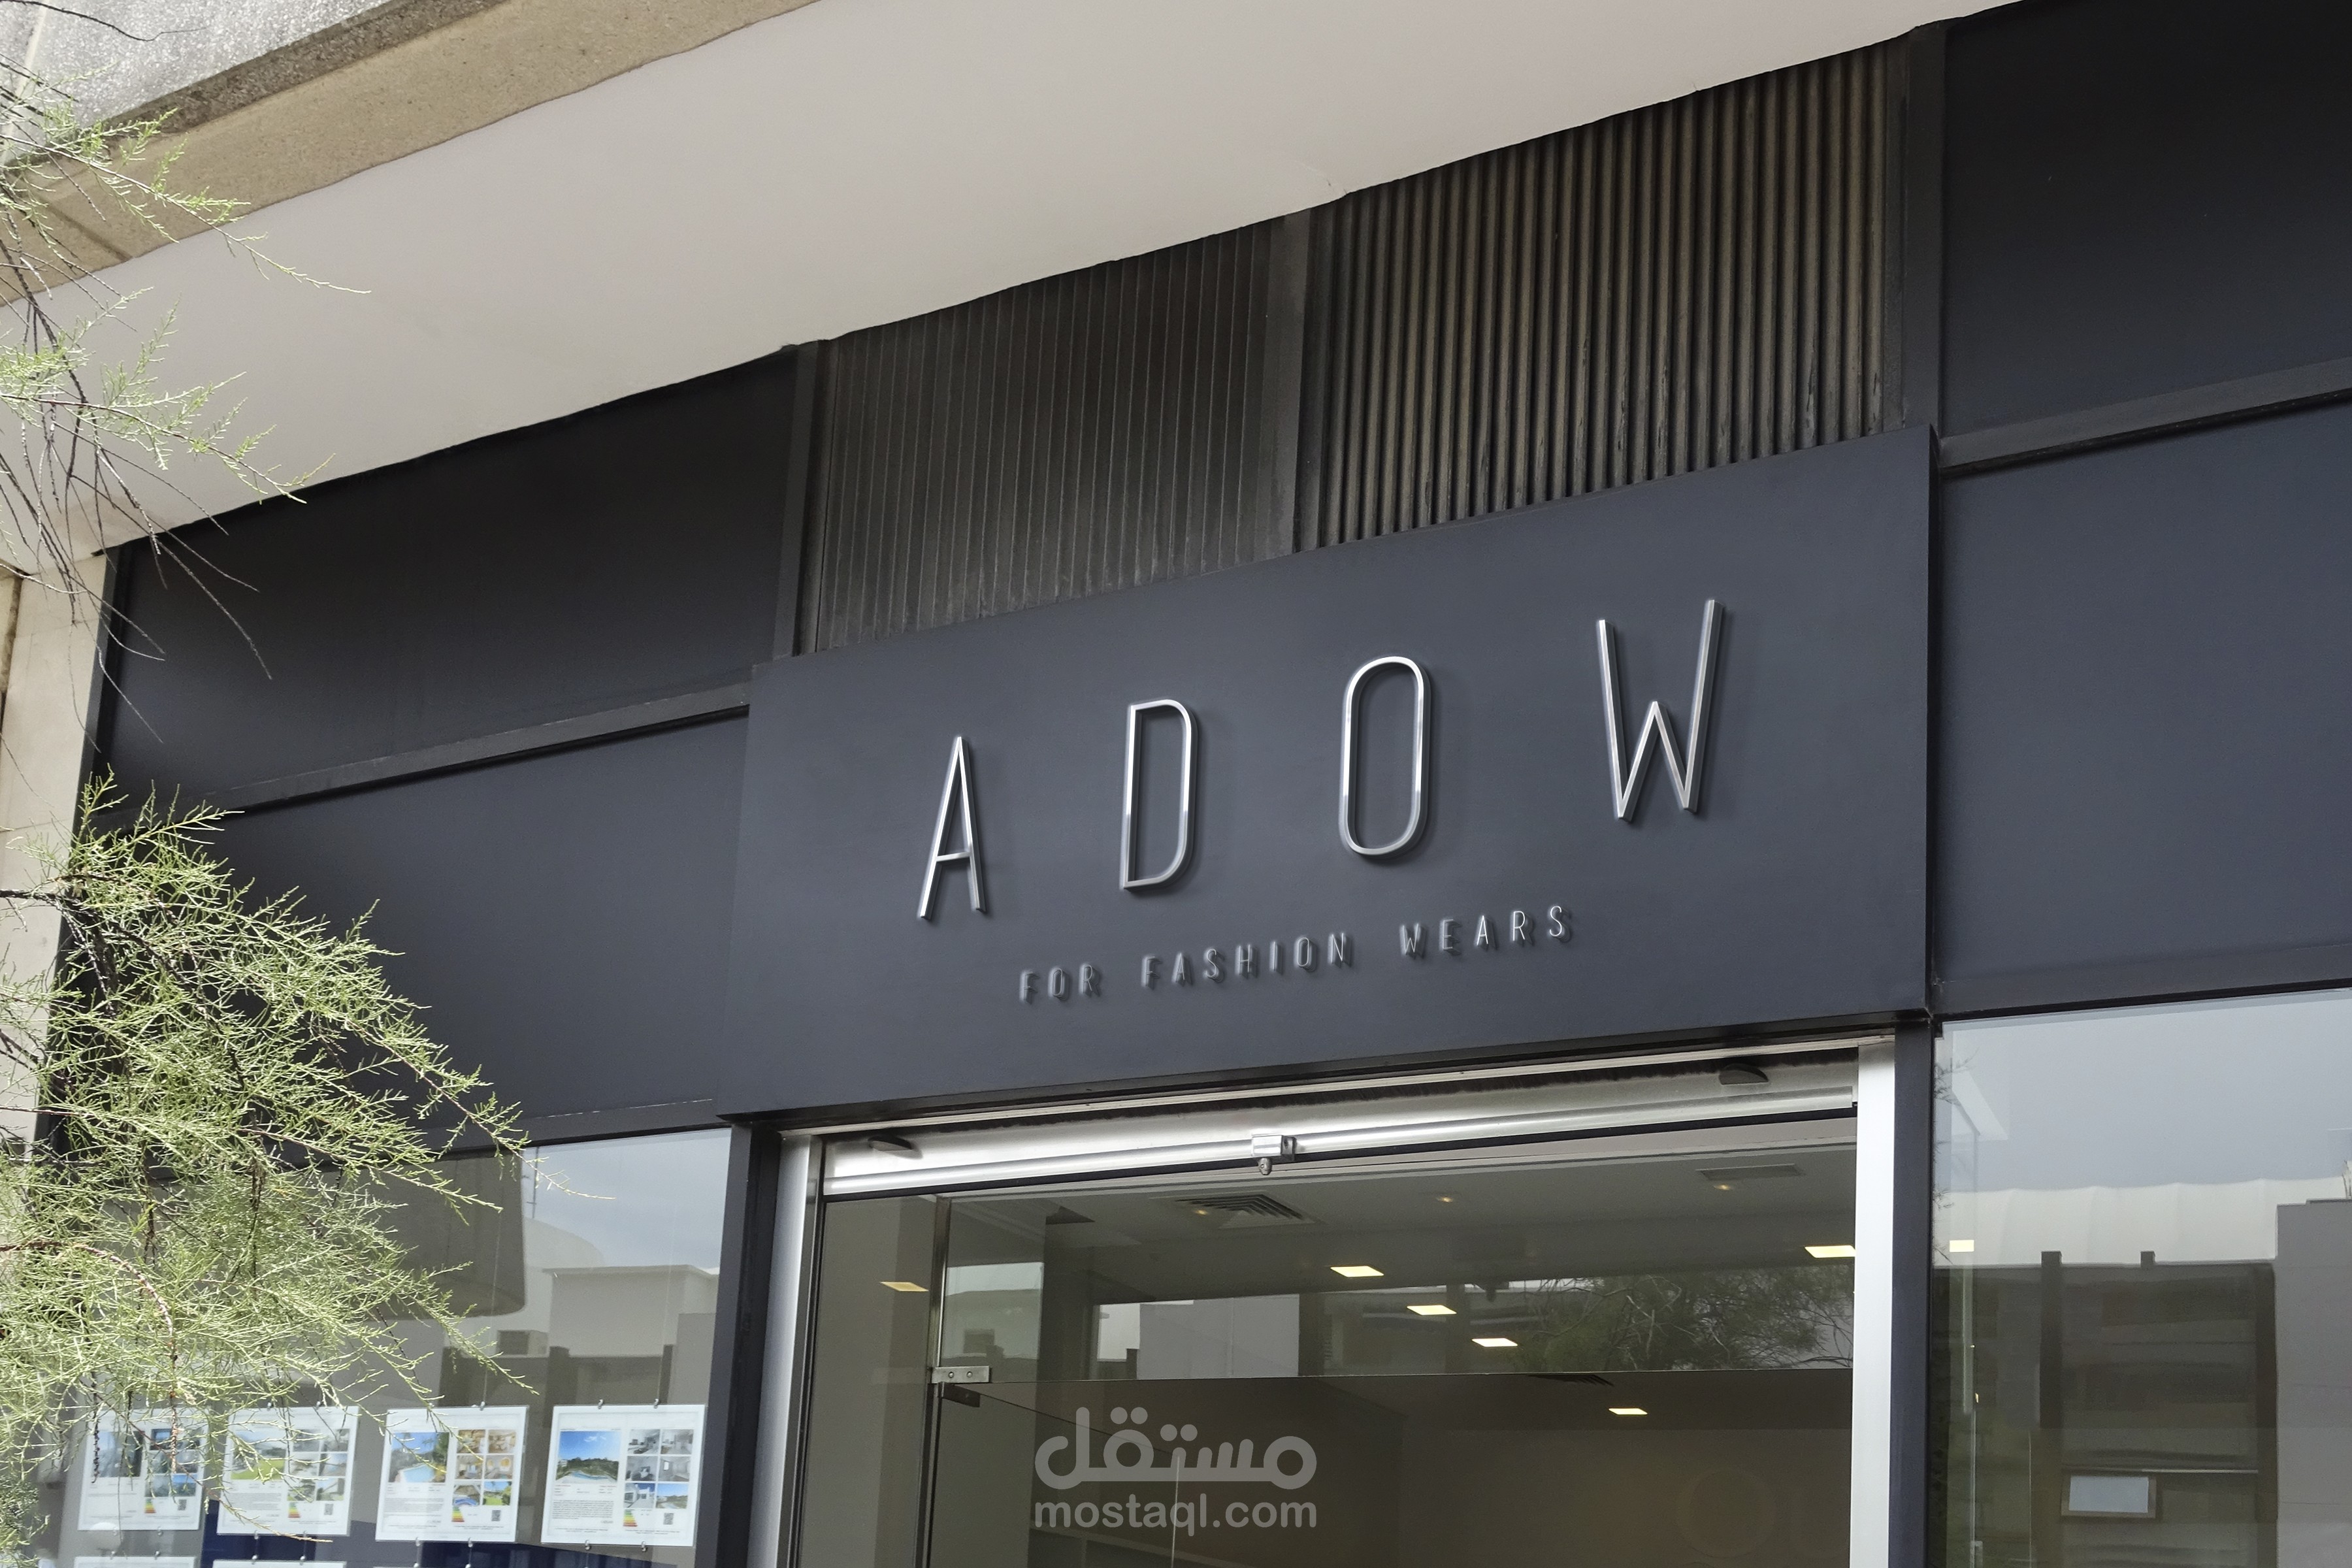 ADOW
FOR FASHION WEARS
مستقل
mostaql.com